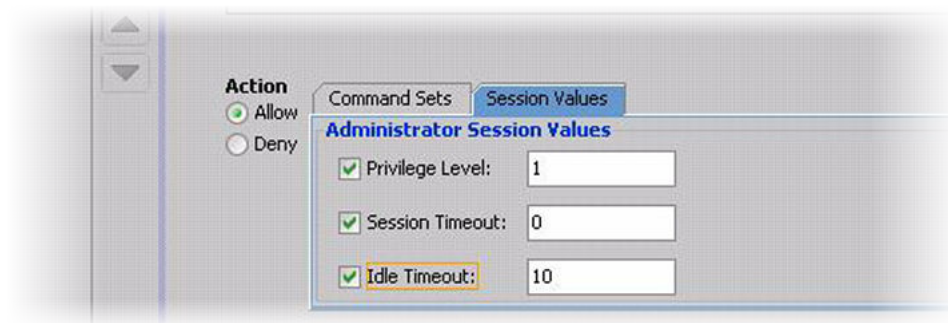 Action
Allow
Deny
Command Sets
Session Values
Administrator Session Values
Privilege Level: 1
Session Timeout: 0
Idle Timeout: 10